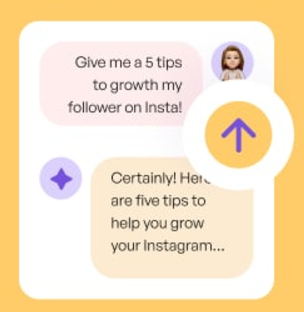 Give me a 5 tips
to growth my
follower on Insta!
Certainly!
are five tips to
help you grow
your Instagram...